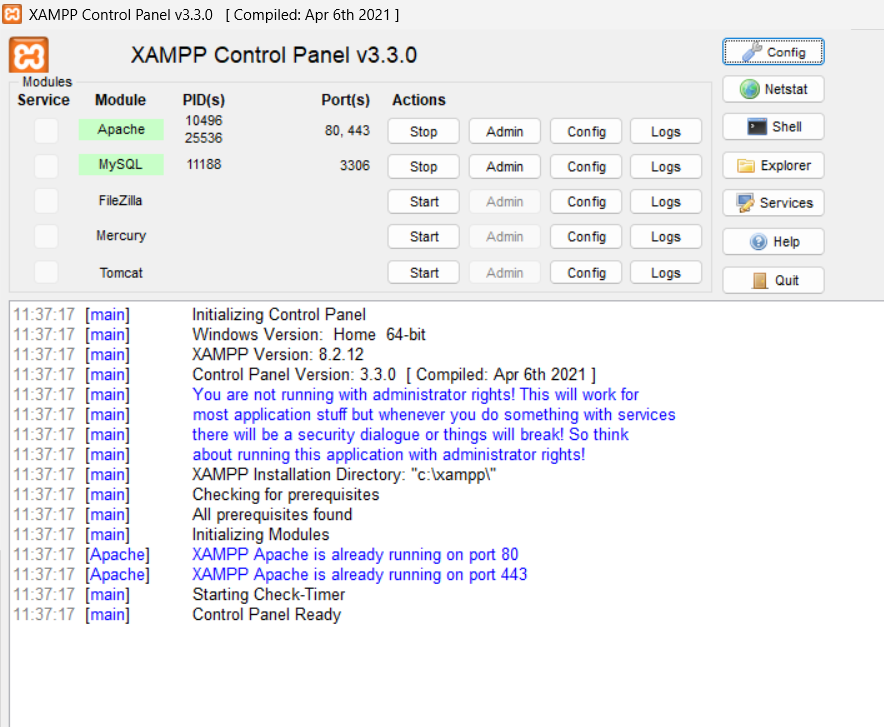 XAMPP Control Panel v3.3.0   [ Compiled: Apr 6th 2021 ]
XAMPP Control Panel v3.3.0
Config
Modules
Service Module PID(s) Port(s) Actions
Netstat
Apache 10496 25536 80, 443 Stop Admin Config Logs
Shell
MySQL 11188 3306 Stop Admin Config Logs
Explorer
FileZilla Start Admin Config Logs
Services
Mercury Start Admin Config Logs
Help
Tomcat Start Admin Config Logs
Quit
11:37:17 [main] Initializing Control Panel
11:37:17 [main] Windows Version:  Home  64-bit
11:37:17 [main] XAMPP Version: 8.2.12
11:37:17 [main] Control Panel Version: 3.3.0  [ Compiled: Apr 6th 2021 ]
11:37:17 [main] You are not running with administrator rights! This will work for
11:37:17 [main] most application stuff but whenever you do something with services
11:37:17 [main] there will be a security dialogue or things will break! So think
11:37:17 [main] about running this application with administrator rights!
11:37:17 [main] XAMPP Installation Directory: "c:\xampp\"
11:37:17 [main] Checking for prerequisites
11:37:17 [main] All prerequisites found
11:37:17 [main] Initializing Modules
11:37:17 [Apache] XAMPP Apache is already running on port 80
11:37:17 [Apache] XAMPP Apache is already running on port 443
11:37:17 [main] Starting Check-Timer
11:37:17 [main] Control Panel Ready